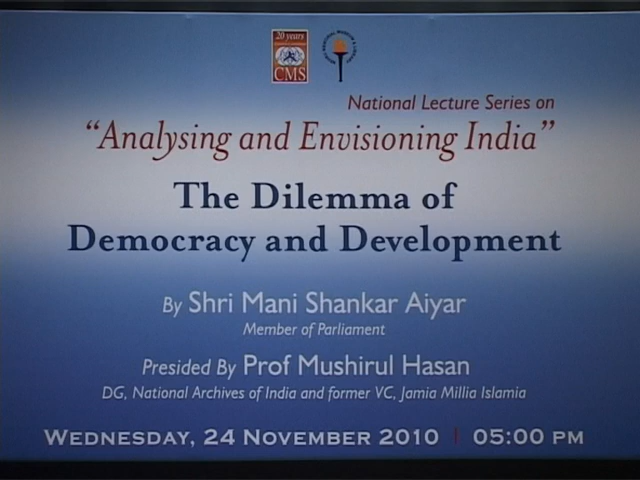 20 years
CMS
National Lecture Series on
“Analysing and Envisioning India”
The Dilemma of
Democracy and Development
By Shri Mani Shankar Aiyar
Member of Parliament
Presided By Prof Mushirul Hasan
DG, National Archives of India and former VC, Jamia Millia Islamia
WEDNESDAY, 24 NOVEMBER 2010 | 05:00 PM